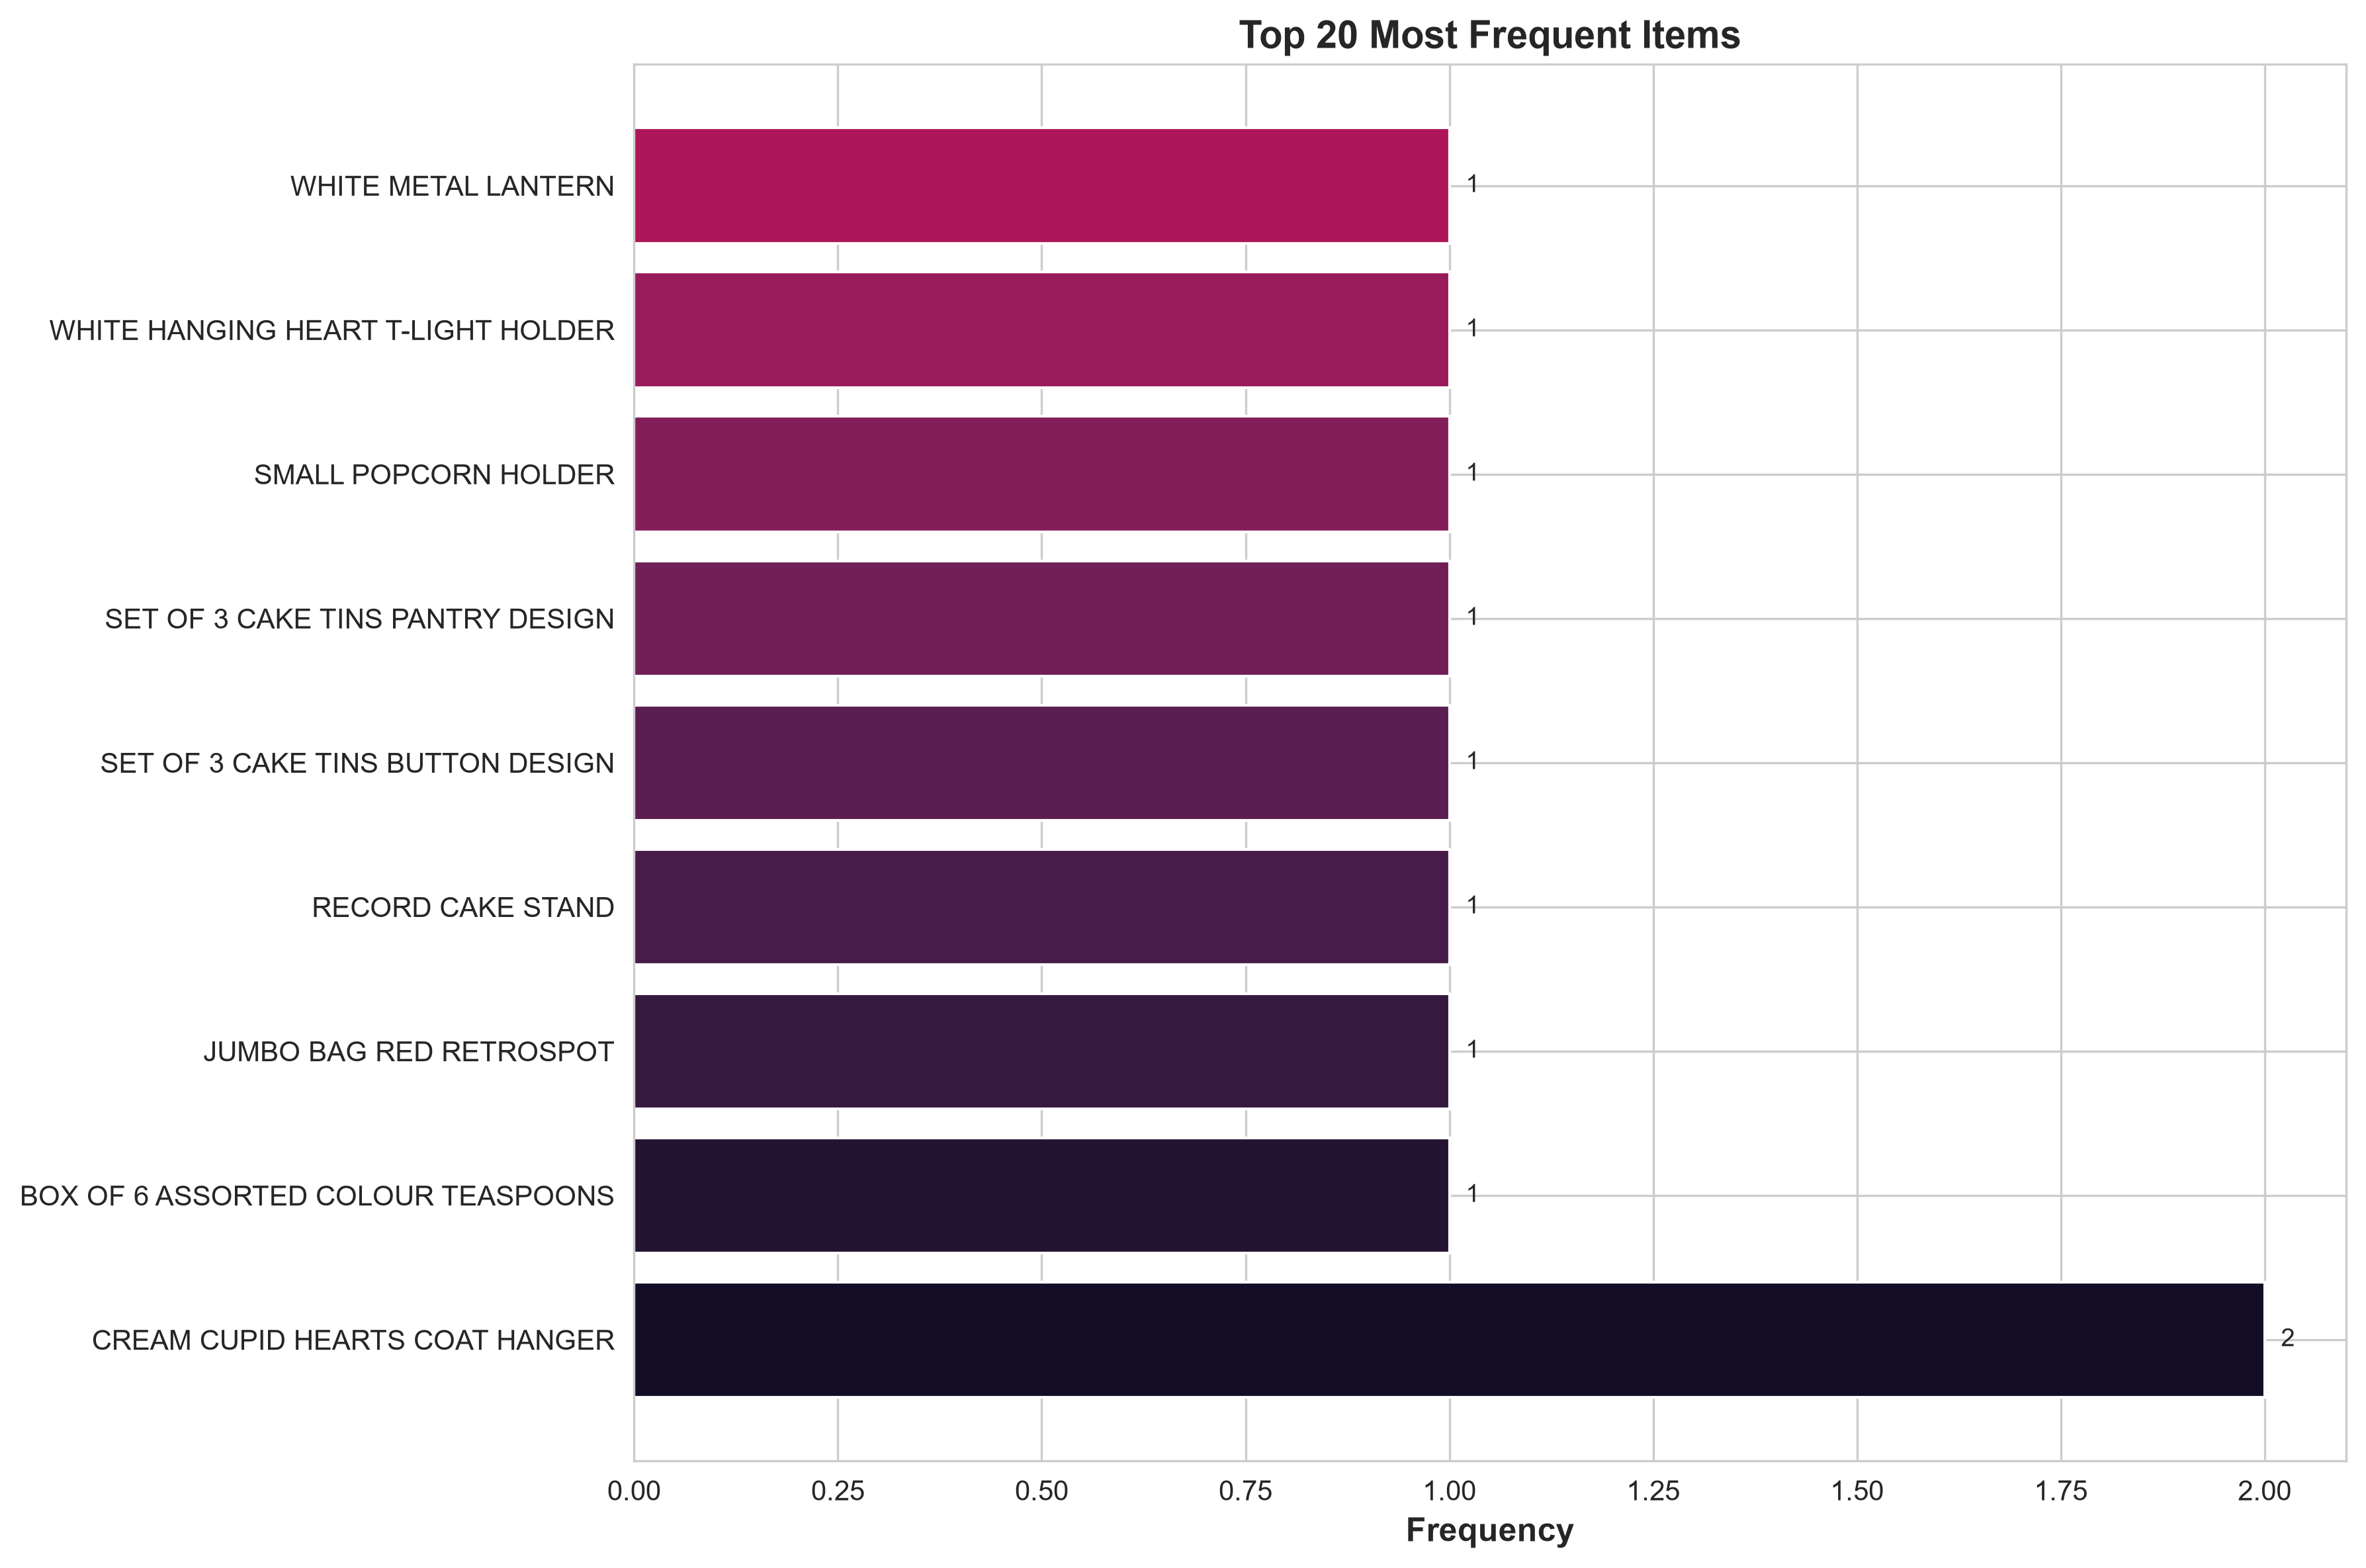 Top 20 Most Frequent Items
WHITE METAL LANTERN
1
WHITE HANGING HEART T-LIGHT HOLDER
1
SMALL POPCORN HOLDER
1
SET OF 3 CAKE TINS PANTRY DESIGN
1
SET OF 3 CAKE TINS BUTTON DESIGN
1
RECORD CAKE STAND
1
JUMBO BAG RED RETROSPOT
1
BOX OF 6 ASSORTED COLOUR TEASPOONS
1
CREAM CUPID HEARTS COAT HANGER
2
0.00 0.25 0.50 0.75 1.00 1.25 1.50 1.75 2.00
Frequency